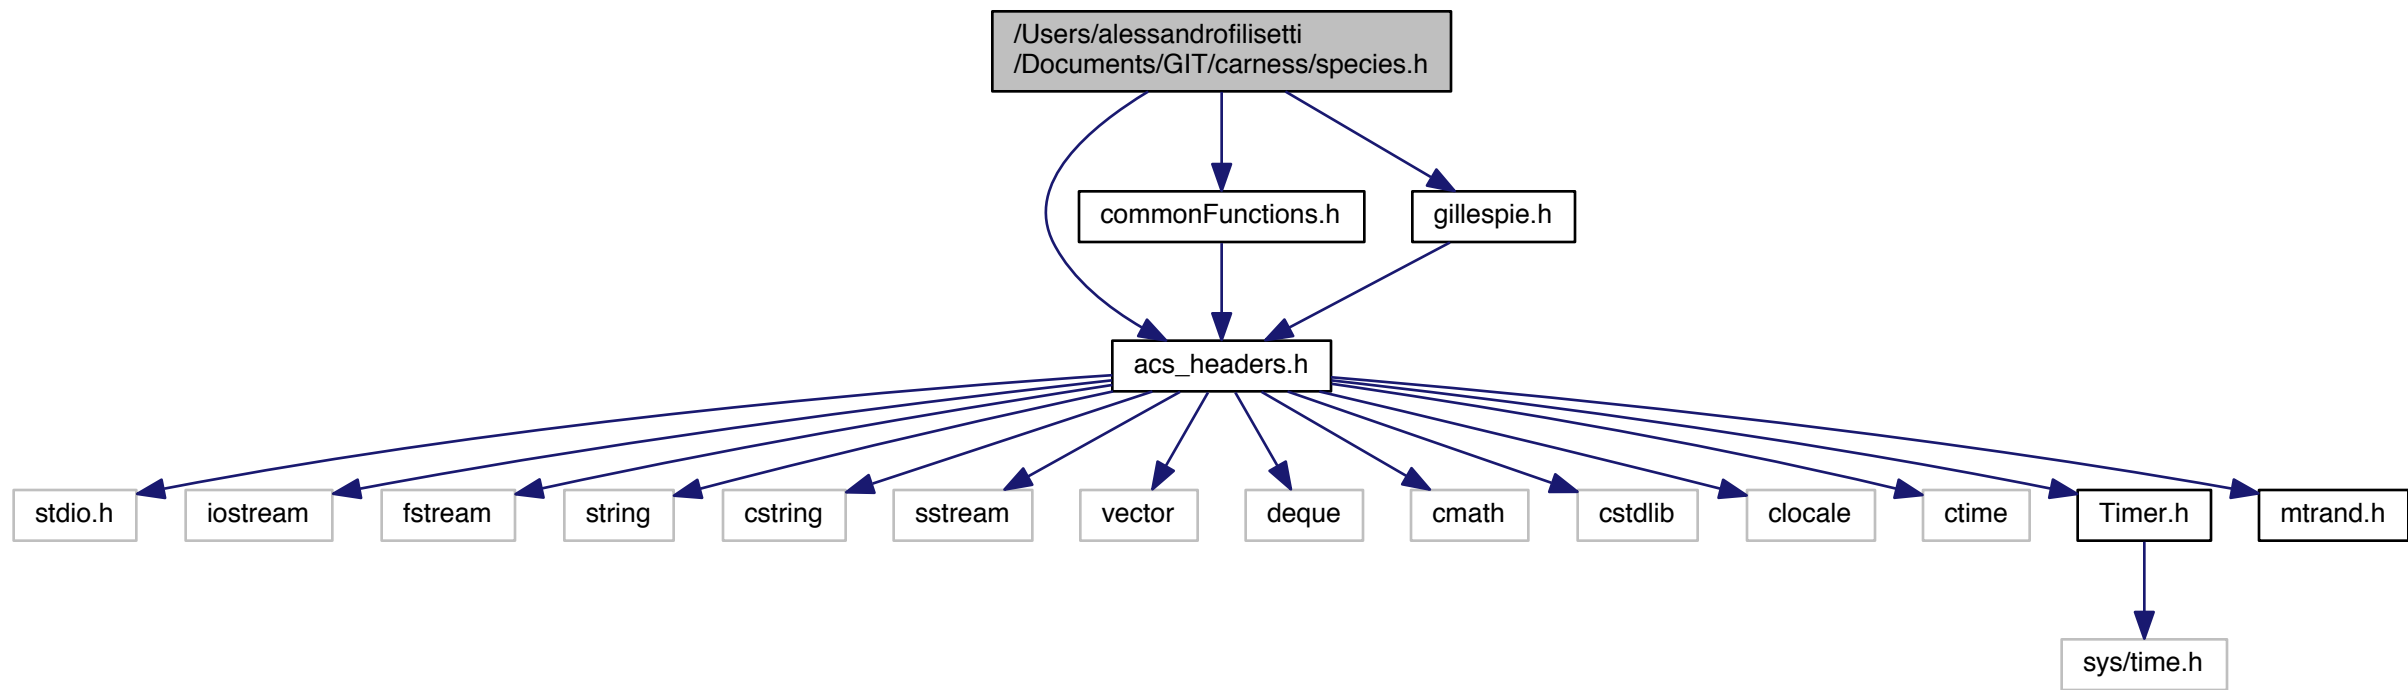 /Users/alessandrofilisetti
/Documents/GIT/carness/species.h
commonFunctions.h
gillespie.h
acs_headers.h
stdio.h
iostream
fstream
string
cstring
sstream
vector
deque
cmath
cstdlib
clocale
ctime
Timer.h
mtrand.h
sys/time.h